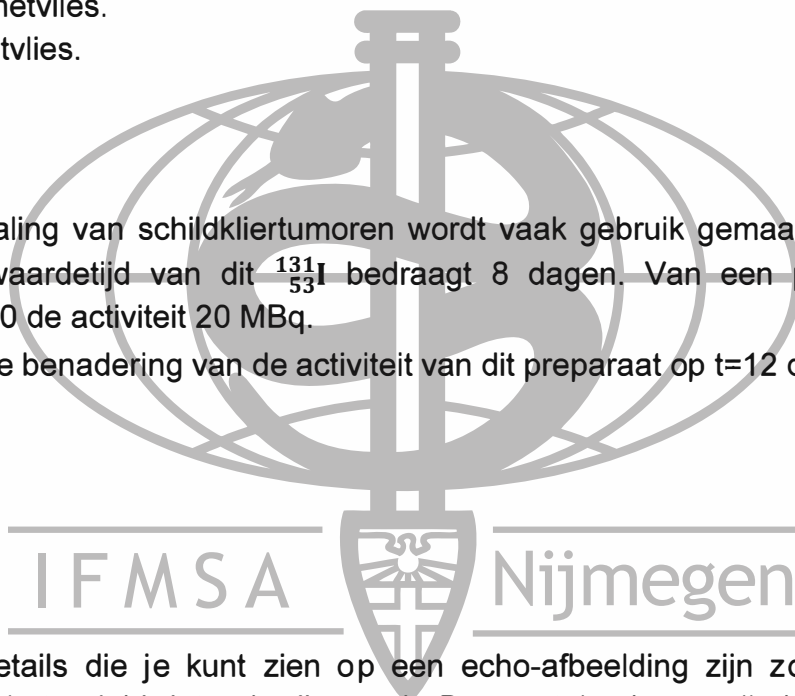 netvlies.
tvlies.
aling van schildkliertumoren wordt vaak gebruik gemaa
waardetijd van dit ¹³¹₅₃I bedraagt 8 dagen. Van een
0 de activiteit 20 MBq.
e benadering van de activiteit van dit preparaat op t=12
IFMSA Nijmegen
etails die je kunt zien op een echo-afbeelding zijn